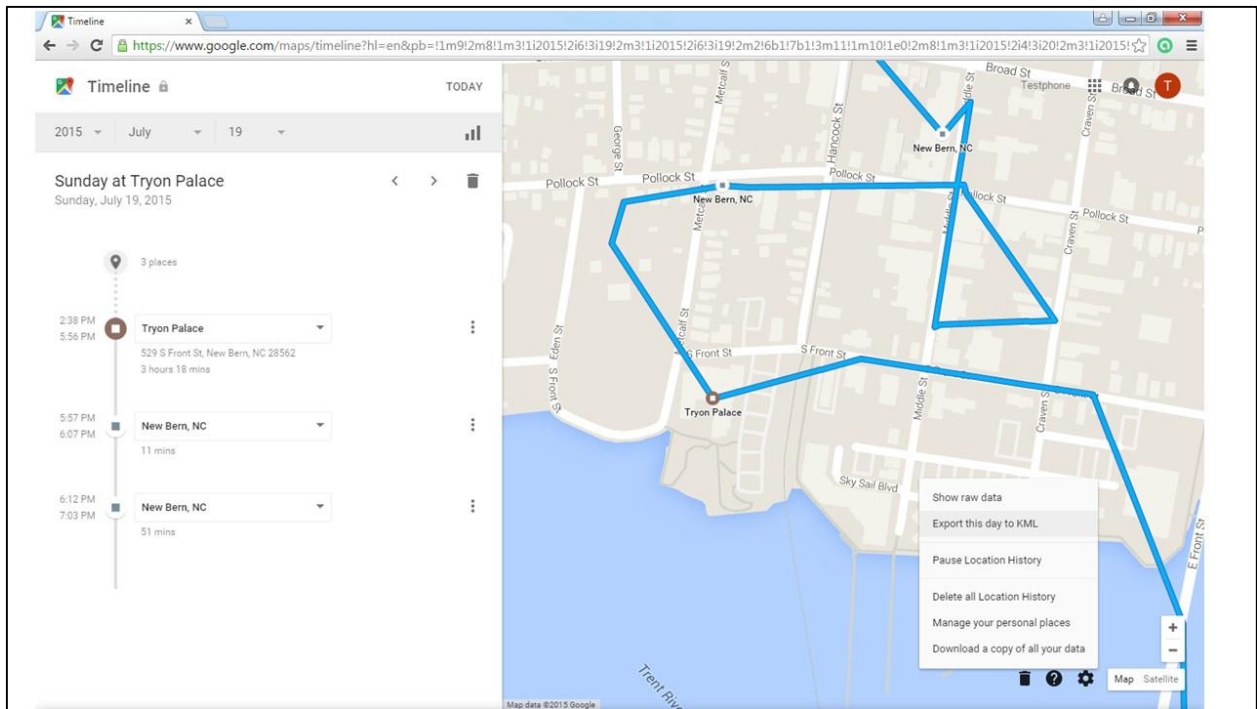 Timeline
https://www.google.com/maps/timeline?hl=en&pb=!1m9!2m8!1m3!1i2015!2i6!3i19!2m3!1i2015!2i6!3i19!2m2!6b1!7b1!3m11!1m10!1e0!2m8!1m3!1i2015!2i4!3i20!2m3!1i2015!
Timeline
TODAY
2015
July
19
Sunday at Tryon Palace
Sunday, July 19, 2015
3 places
2:38 PM
5:56 PM
Tryon Palace
529 S Front St, New Bern, NC 28562
3 hours 18 mins
5:57 PM
6:07 PM
New Bern, NC
11 mins
6:12 PM
7:03 PM
New Bern, NC
51 mins
Metcalf St
Broad St
Testphone
Broad St
T
Craven St
George St
Hancock St
New Bern, NC
Pollock St
Pollock St
Pollock St
New Bern, NC
Pollock St
Middle St
Craven St
Metcalf St
S Front St
S Front St
Eden St
S Front St
Middle St
Craven St
Tryon Palace
Sky Sail Blvd
E Front St
Show raw data
Export this day to KML
Pause Location History
Delete all Location History
Manage your personal places
Download a copy of all your data
+
−
Map
Satellite
Map data ©2015 Google